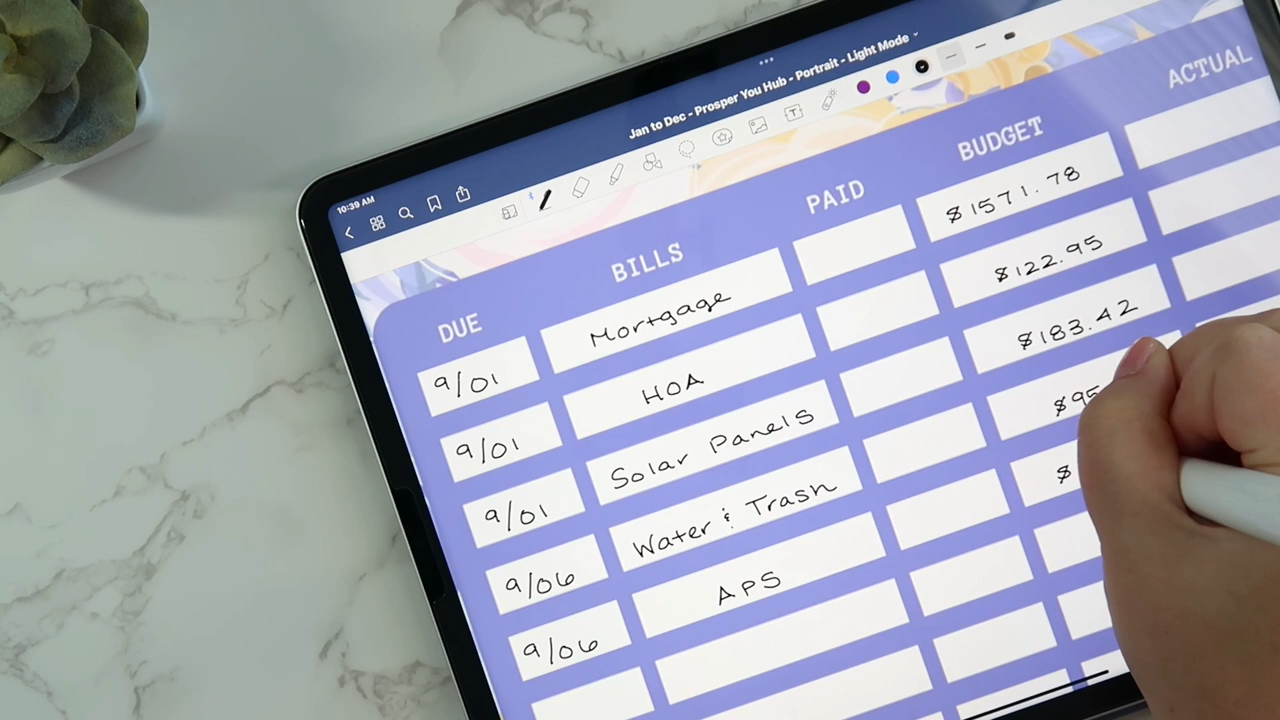 10:39 AM
Jan to Dec - Prosper You Hub - Portrait - Light Mode
DUE BILLS PAID BUDGET ACTUAL
9/01 Mortgage $1571.78
9/01 HOA $122.95
9/01 Solar Panels $183.42
9/06 Water & Trash $95
9/06 APS $